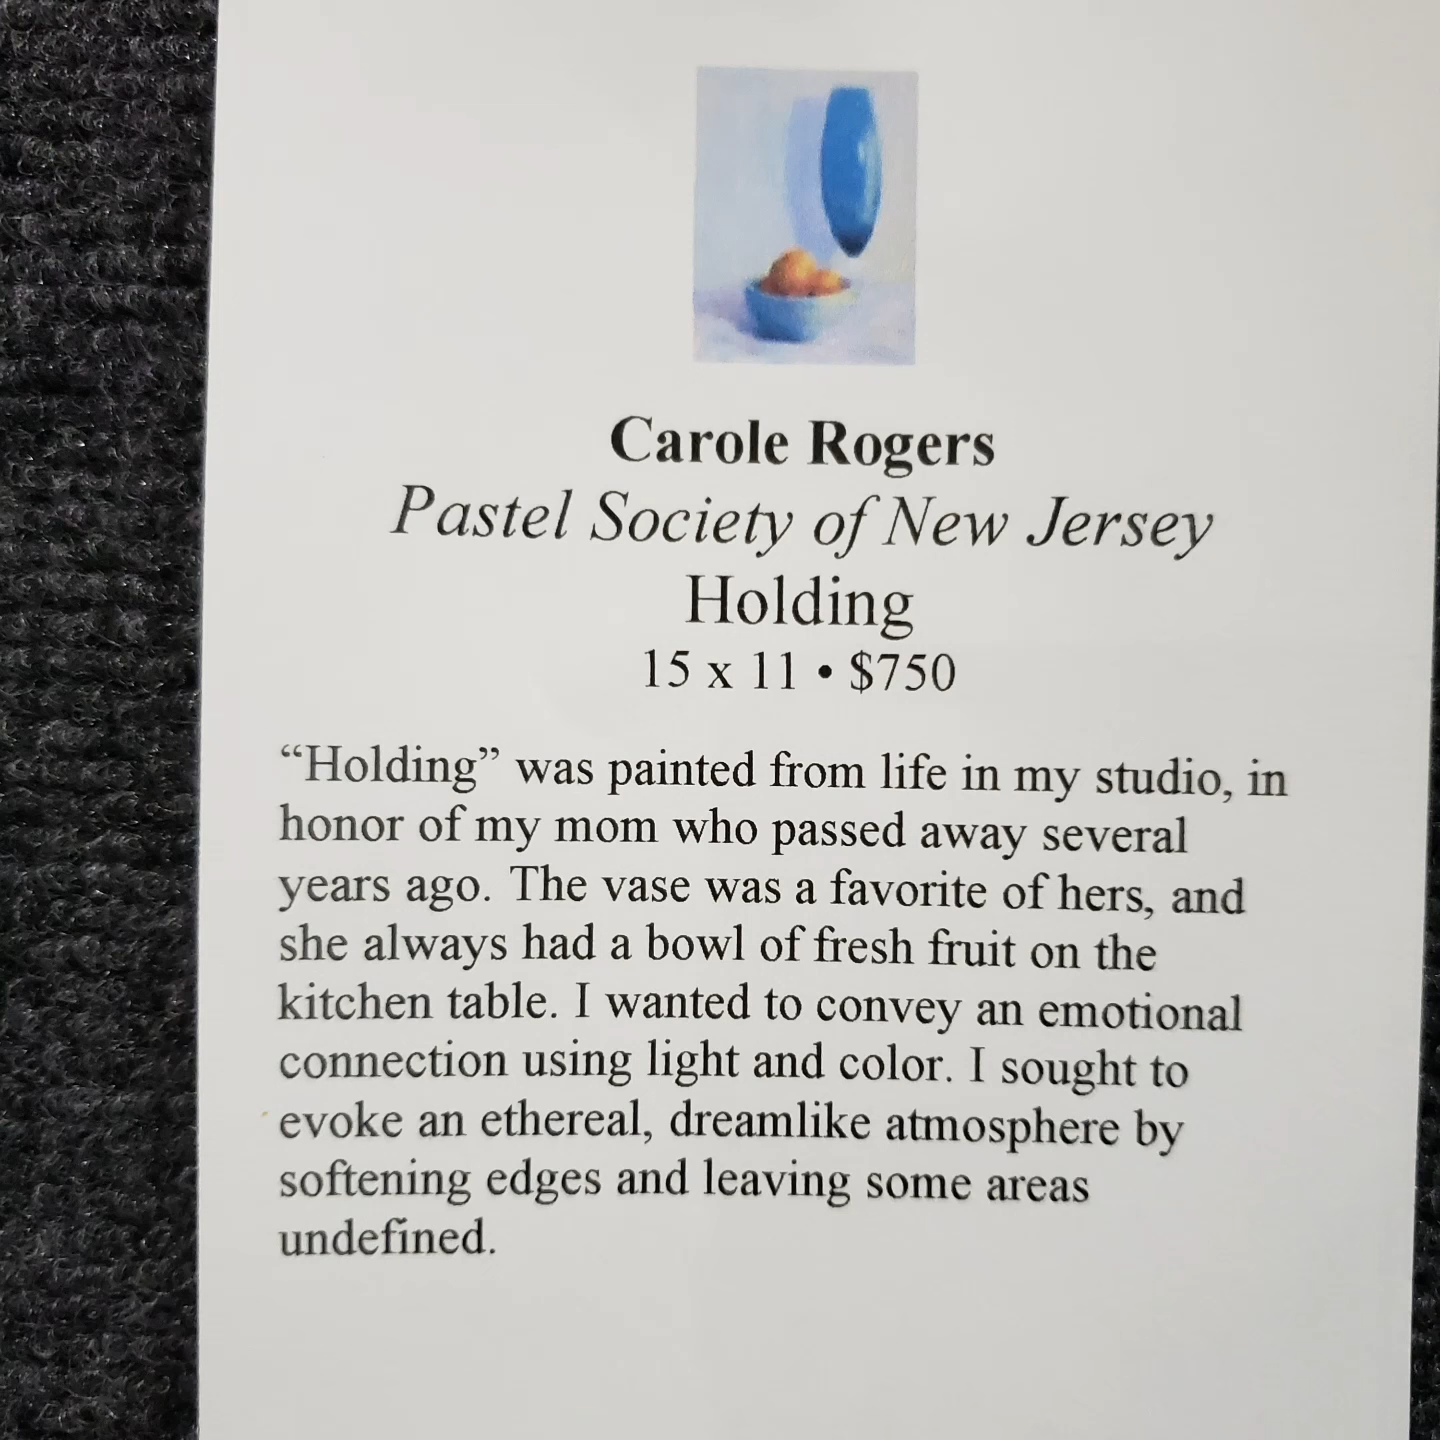 Carole Rogers
Pastel Society of New Jersey
Holding
15 x 11 • $750
“Holding” was painted from life in my studio, in
honor of my mom who passed away several
years ago. The vase was a favorite of hers, and
she always had a bowl of fresh fruit on the
kitchen table. I wanted to convey an emotional
connection using light and color. I sought to
evoke an ethereal, dreamlike atmosphere by
softening edges and leaving some areas
undefined.